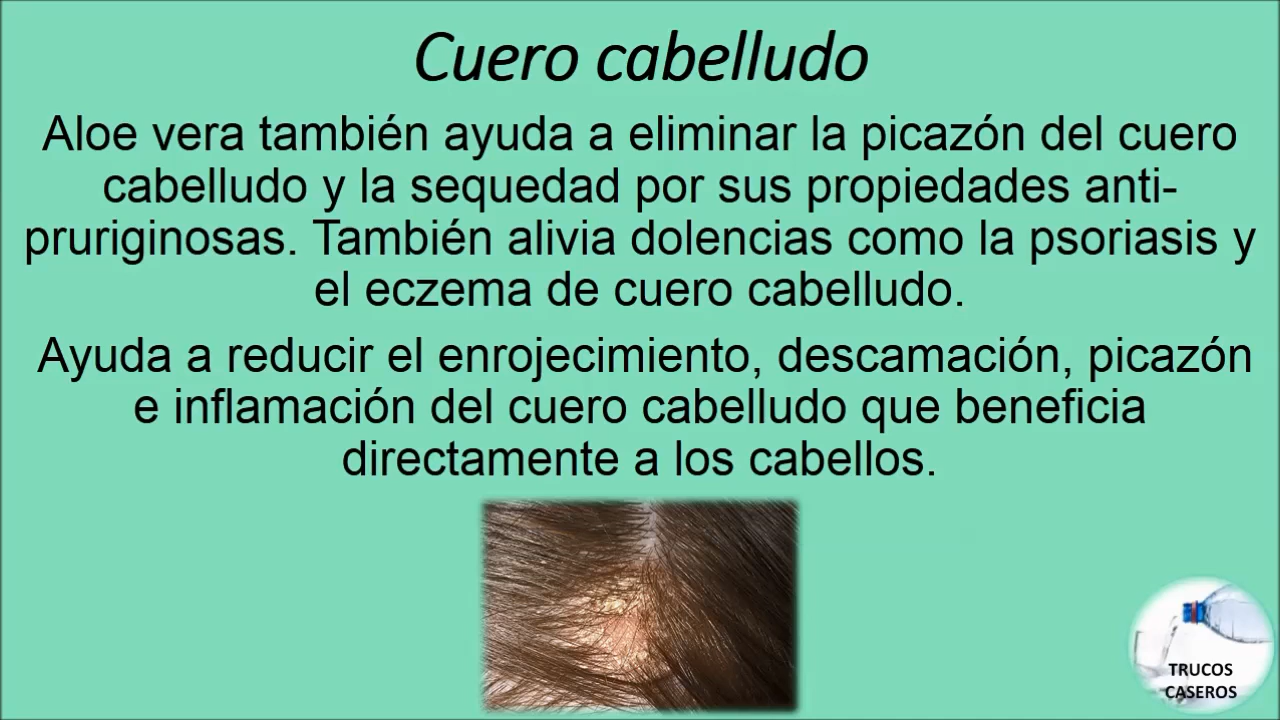 Cuero cabelludo
Aloe vera también ayuda a eliminar la picazón del cuero
cabelludo y la sequedad por sus propiedades anti-
pruriginosas. También alivia dolencias como la psoriasis y
el eczema de cuero cabelludo.
Ayuda a reducir el enrojecimiento, descamación, picazón
e inflamación del cuero cabelludo que beneficia
directamente a los cabellos.
TRUCOS
CASEROS